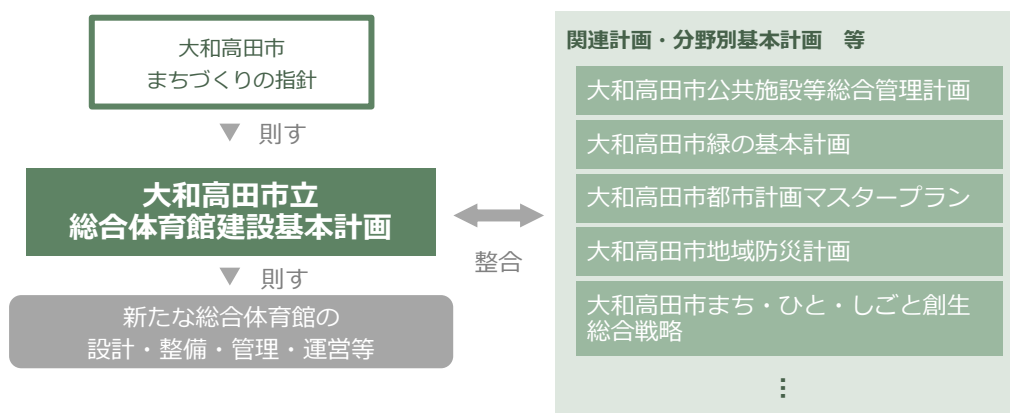 大和高田市
まちづくりの指針
▼ 則す
大和高田市立
総合体育館建設基本計画
▼ 則す
新たな総合体育館の
設計・整備・管理・運営等
整合
関連計画・分野別基本計画　等
大和高田市公共施設等総合管理計画
大和高田市緑の基本計画
大和高田市都市計画マスタープラン
大和高田市地域防災計画
大和高田市まち・ひと・しごと創生
総合戦略
⋮